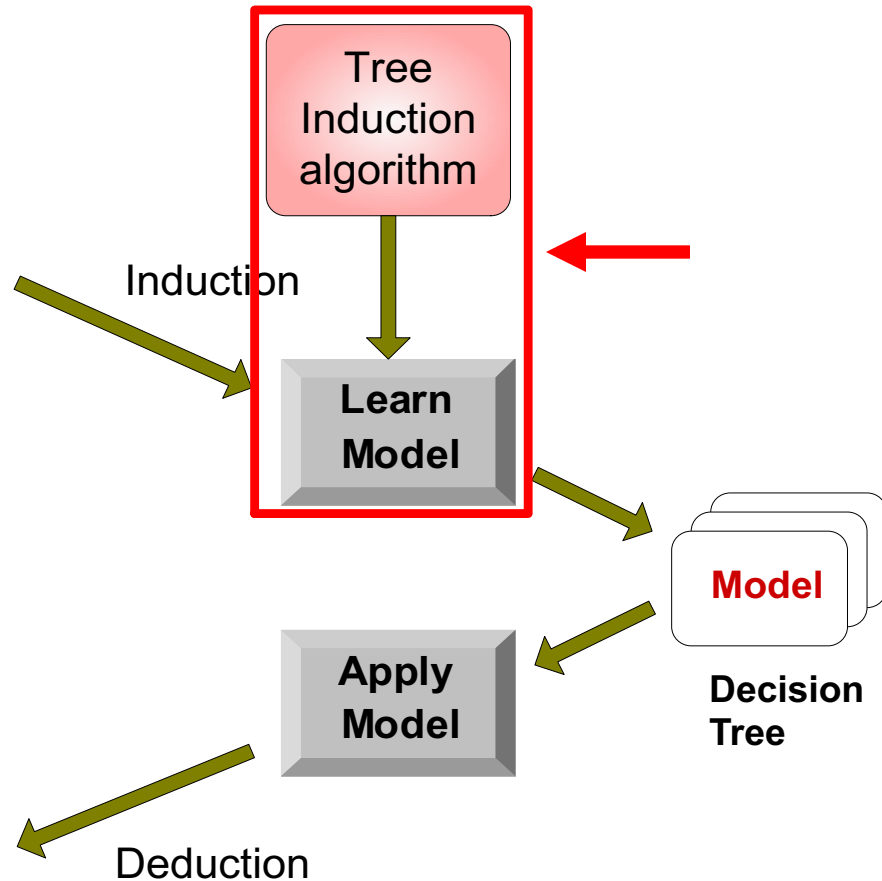 Tree
Induction
algorithm
Induction
Learn
Model
Model
Decision
Tree
Apply
Model
Deduction